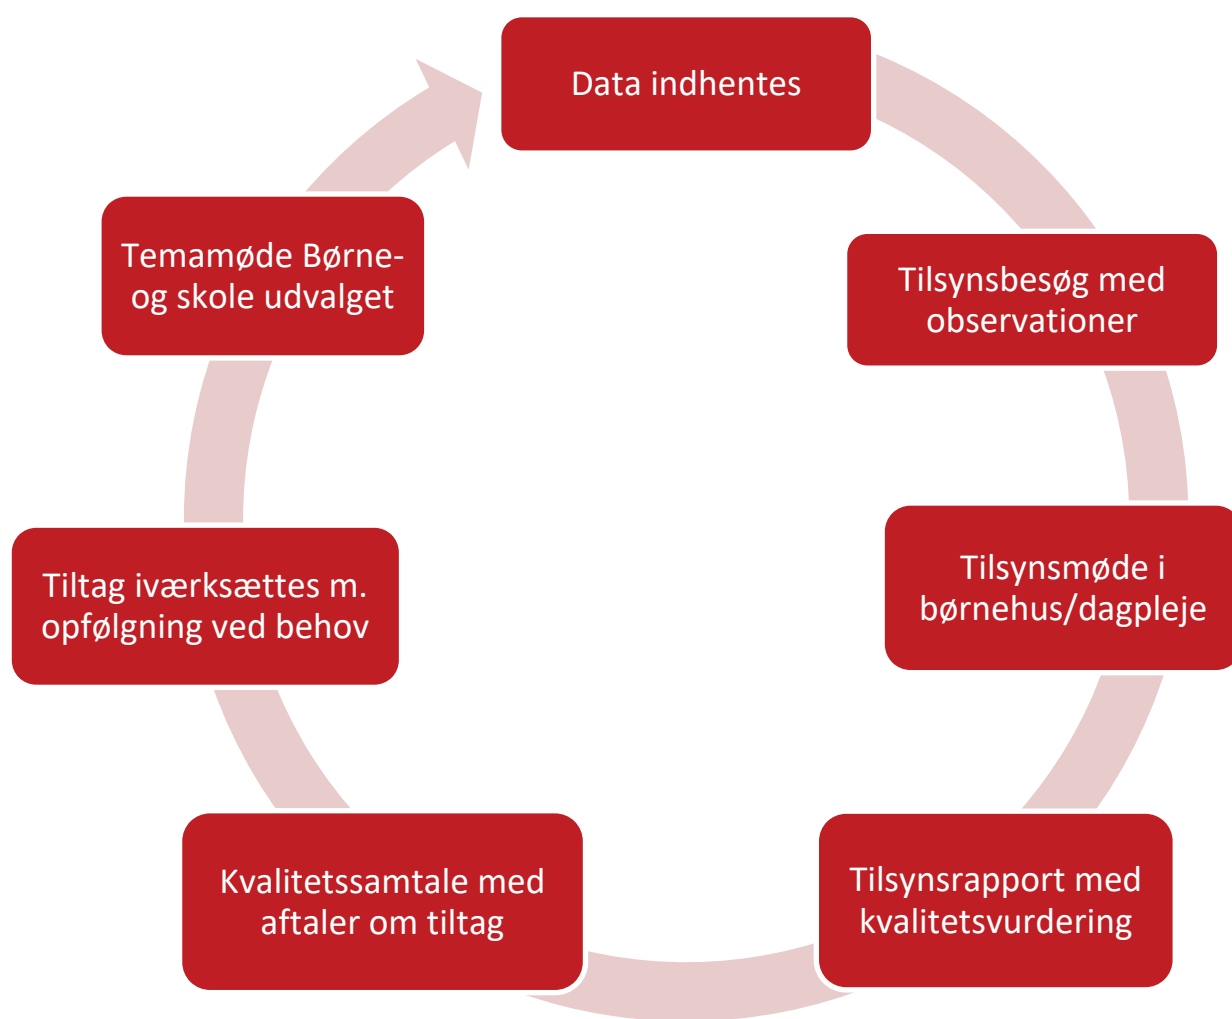 Data indhentes
Tilsynsbesøg med
observationer
Tilsynsmøde i
børnehus/dagpleje
Tilsynsrapport med
kvalitetsvurdering
Kvalitetssamtale med
aftaler om tiltag
Tiltag iværksættes m.
opfølgning ved behov
Temamøde Børne-
og skole udvalget